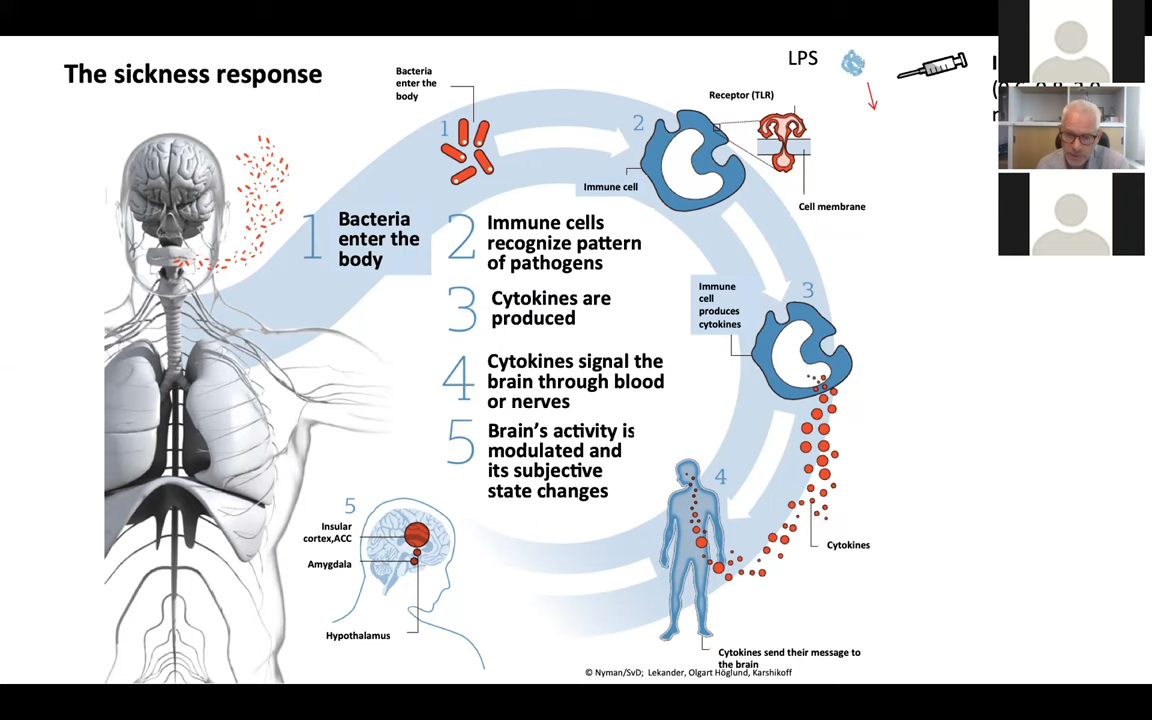 The sickness response
LPS
Bacteria
enter the
body
Receptor (TLR)
1
2
Immune cell
Cell membrane
1
Bacteria
enter the
body
2
Immune cells
recognize pattern
of pathogens
3
Cytokines are
produced
4
Cytokines signal the
brain through blood
or nerves
5
Brain's activity is
modulated and
its subjective
state changes
Immune
cell
produces
cytokines
3
4
Cytokines
5
Insular
cortex,ACC
Amygdala
Hypothalamus
Cytokines send their message to
the brain
© Nyman/SvD; Lekander, Olgart Höglund, Karshikoff